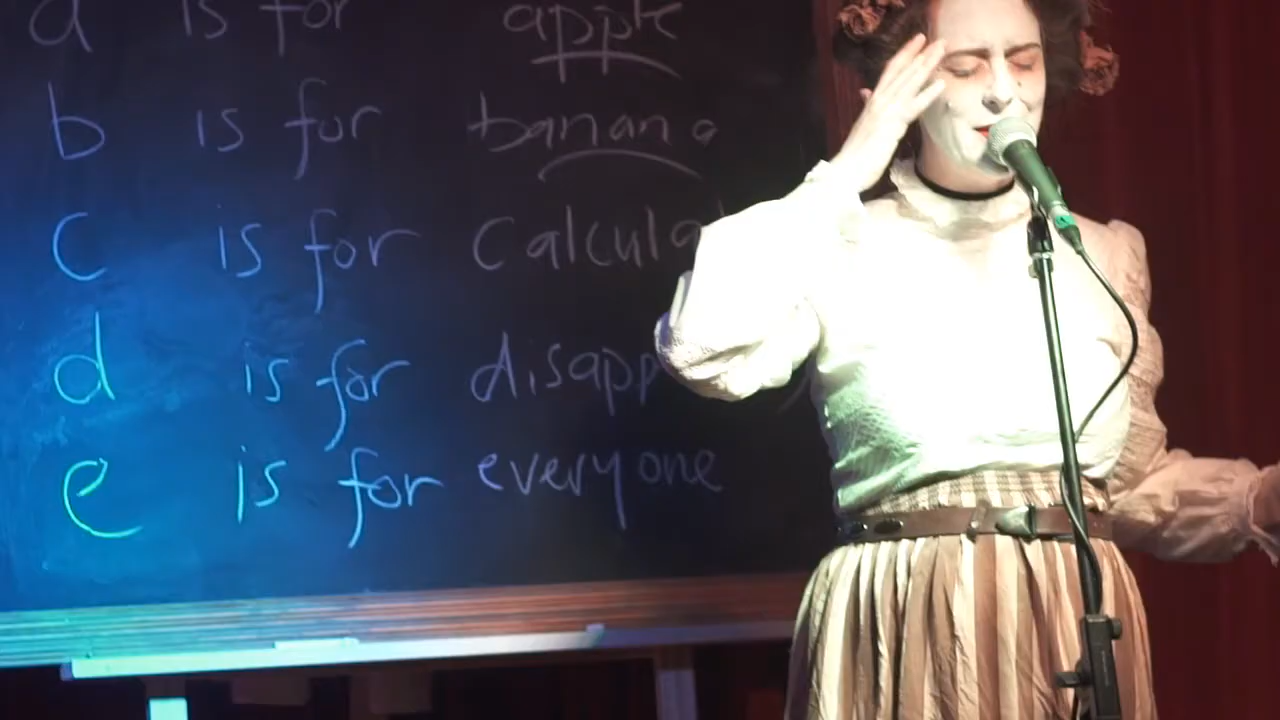 a is for apple
b is for banana
c is for calcula
d is for disapp
e is for everyone